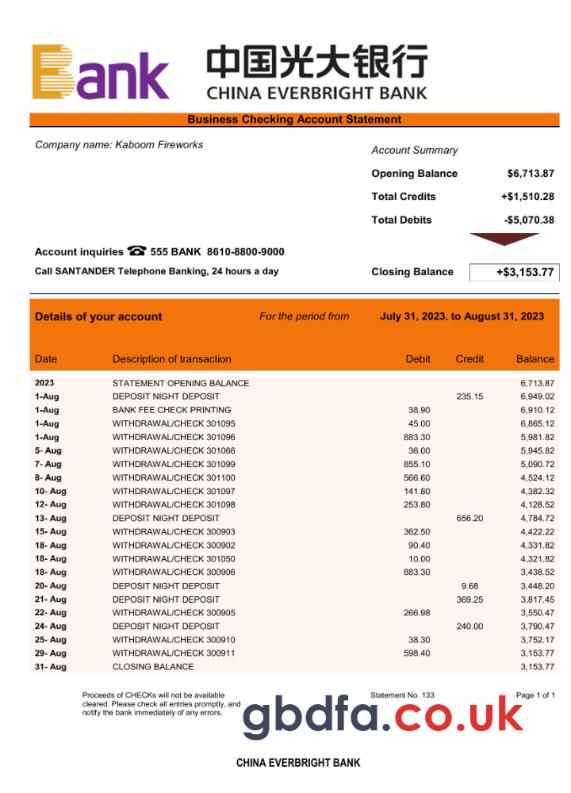 Bank 中国光大银行
CHINA EVERBRIGHT BANK
Business Checking Account Statement
Company name: Kaboom Fireworks
Account Summary
Opening Balance $6,713.87
Total Credits +$1,510.28
Total Debits -$5,070.38
Account inquiries ☎ 555 BANK 8610-8800-9000
Call SANTANDER Telephone Banking, 24 hours a day
Closing Balance +$3,153.77
Details of your account For the period from July 31, 2023. to August 31, 2023
Date Description of transaction Debit Credit Balance
2023 STATEMENT OPENING BALANCE 6,713.87
1-Aug DEPOSIT NIGHT DEPOSIT 235.15 6,949.02
1-Aug BANK FEE CHECK PRINTING 38.90 6,910.12
1-Aug WITHDRAWAL/CHECK 301095 45.00 6,865.12
1-Aug WITHDRAWAL/CHECK 301096 883.30 5,981.82
5- Aug WITHDRAWAL/CHECK 301066 36.00 5,945.82
7- Aug WITHDRAWAL/CHECK 301099 855.10 5,090.72
8- Aug WITHDRAWAL/CHECK 301100 566.60 4,524.12
10- Aug WITHDRAWAL/CHECK 301097 141.80 4,382.32
12- Aug WITHDRAWAL/CHECK 301098 253.80 4,128.52
13- Aug DEPOSIT NIGHT DEPOSIT 656.20 4,784.72
15- Aug WITHDRAWAL/CHECK 300903 362.50 4,422.22
18- Aug WITHDRAWAL/CHECK 300902 90.40 4,331.82
18- Aug WITHDRAWAL/CHECK 301050 10.00 4,321.82
18- Aug WITHDRAWAL/CHECK 300906 883.30 3,438.52
20- Aug DEPOSIT NIGHT DEPOSIT 9.68 3,448.20
21- Aug DEPOSIT NIGHT DEPOSIT 369.25 3,817.45
22- Aug WITHDRAWAL/CHECK 300905 266.98 3,550.47
24- Aug DEPOSIT NIGHT DEPOSIT 240.00 3,790.47
25- Aug WITHDRAWAL/CHECK 300910 38.30 3,752.17
29- Aug WITHDRAWAL/CHECK 300911 598.40 3,153.77
31- Aug CLOSING BALANCE 3,153.77
Proceeds of CHECKs will not be available
cleared. Please check all entries promptly, and
notify the bank immediately of any errors.
Statement No. 133 Page 1 of 1
gbdfa.co.uk
CHINA EVERBRIGHT BANK